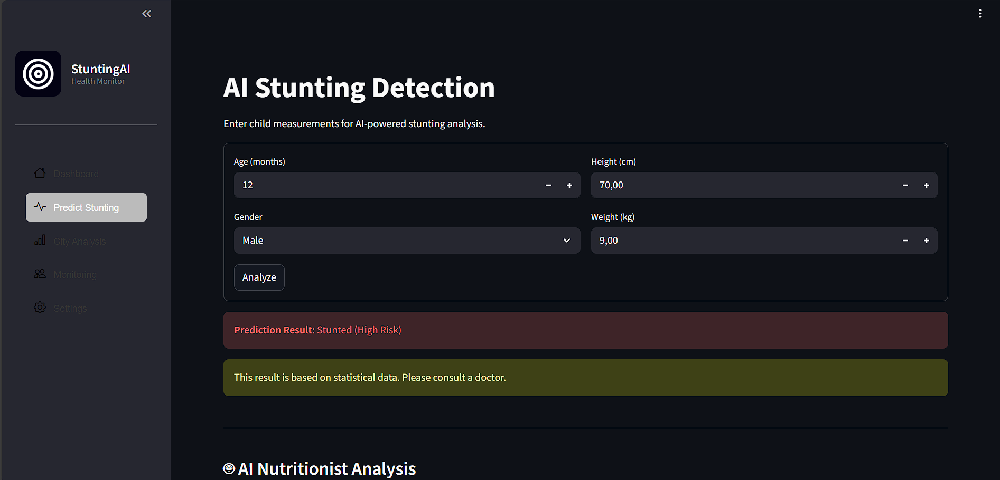 StuntingAI
Health Monitor
Dashboard
Predict Stunting
City Analysis
Monitoring
Settings
AI Stunting Detection
Enter child measurements for AI-powered stunting analysis.
Age (months)
12
Height (cm)
70,00
Gender
Male
Weight (kg)
9,00
Analyze
Prediction Result: Stunted (High Risk)
This result is based on statistical data. Please consult a doctor.
AI Nutritionist Analysis